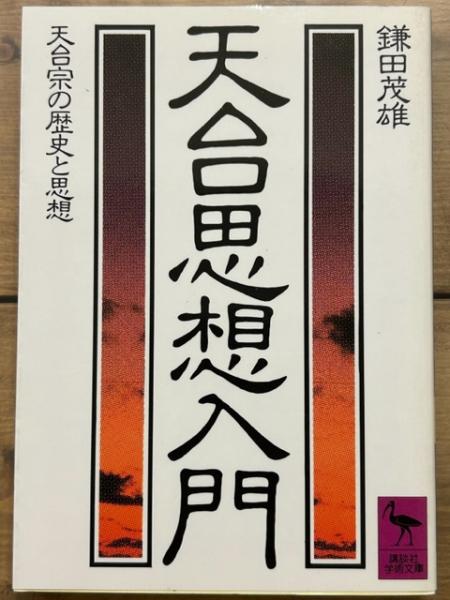 鎌田茂雄
天台思想入門
天台宗の歴史と思想
講談社
学術文庫